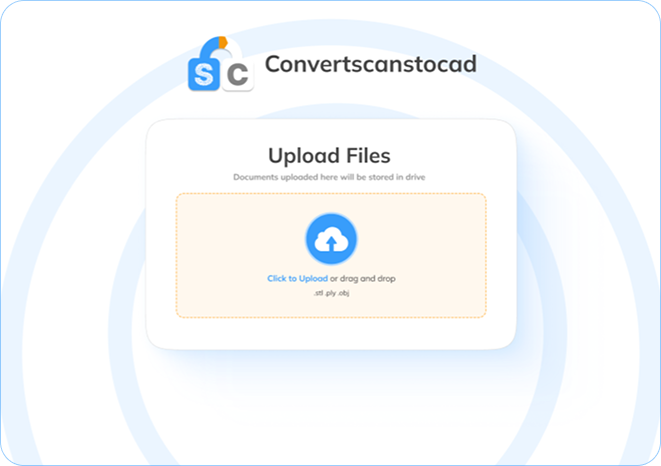 S C
Convertscanstocad
Upload Files
Documents uploaded here will be stored in drive
Click to Upload or drag and drop
.stl .ply .obj